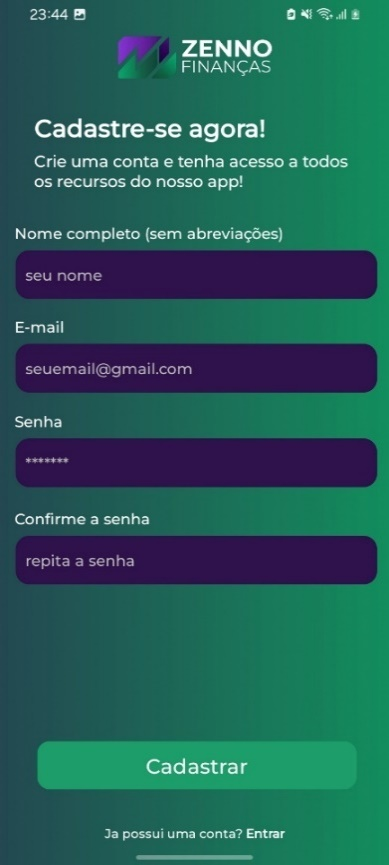 23:44
ZENNO
FINANÇAS
Cadastre-se agora!
Crie uma conta e tenha acesso a todos
os recursos do nosso app!
Nome completo (sem abreviações)
seu nome
E-mail
seuemail@gmail.com
Senha
*******
Confirme a senha
repita a senha
Cadastrar
Ja possui uma conta? Entrar